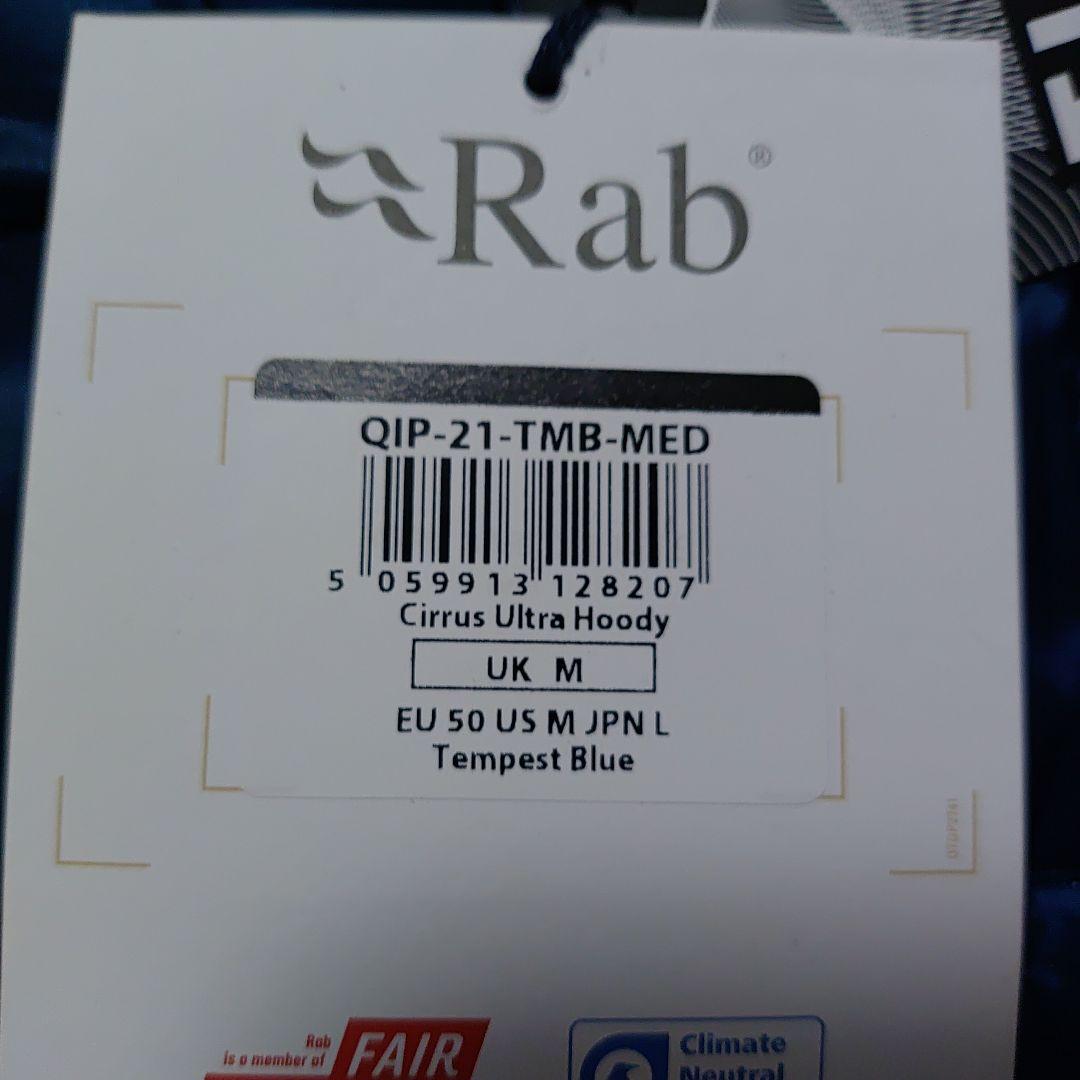 Rab®
QIP-21-TMB-MED
5 059913 128207
Cirrus Ultra Hoody
UK M
EU 50 US M JPN L
Tempest Blue
Rab
is a member of
FAIR
Climate
Neutral